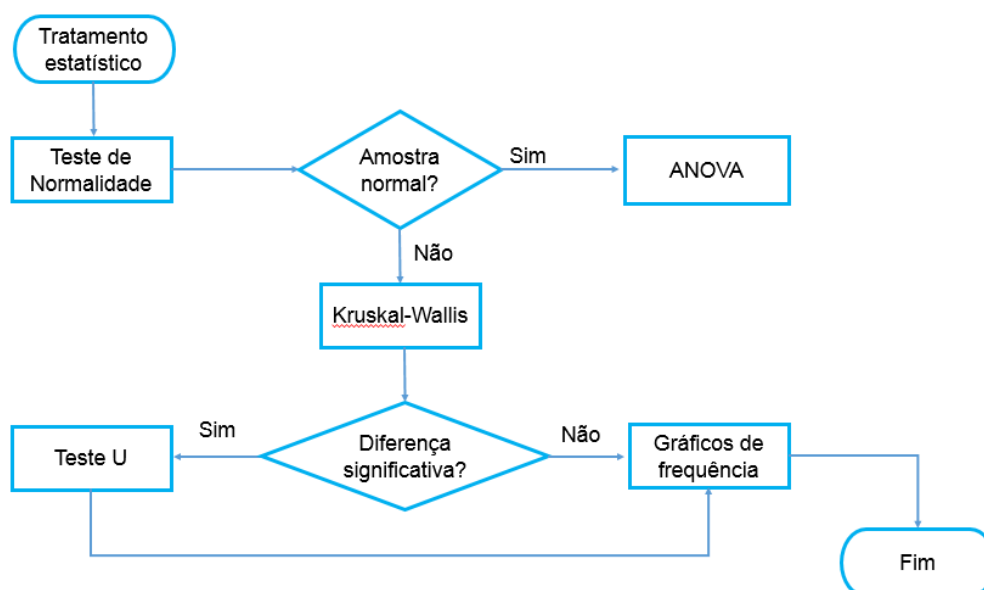 Tratamento
estatístico
Teste de
Normalidade
Amostra
normal?
Sim
ANOVA
Não
Kruskal-Wallis
Sim
Teste U
Diferença
significativa?
Não
Gráficos de
frequência
Fim